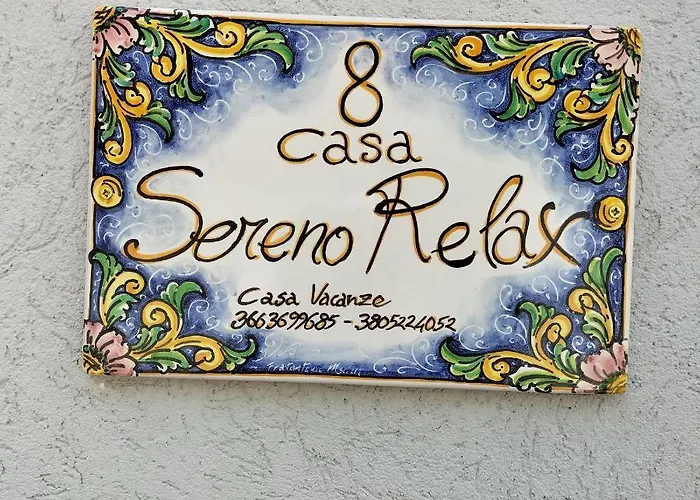 8
casa
Sereno Relax
Casa Vacanze
3663699685 - 3805224052